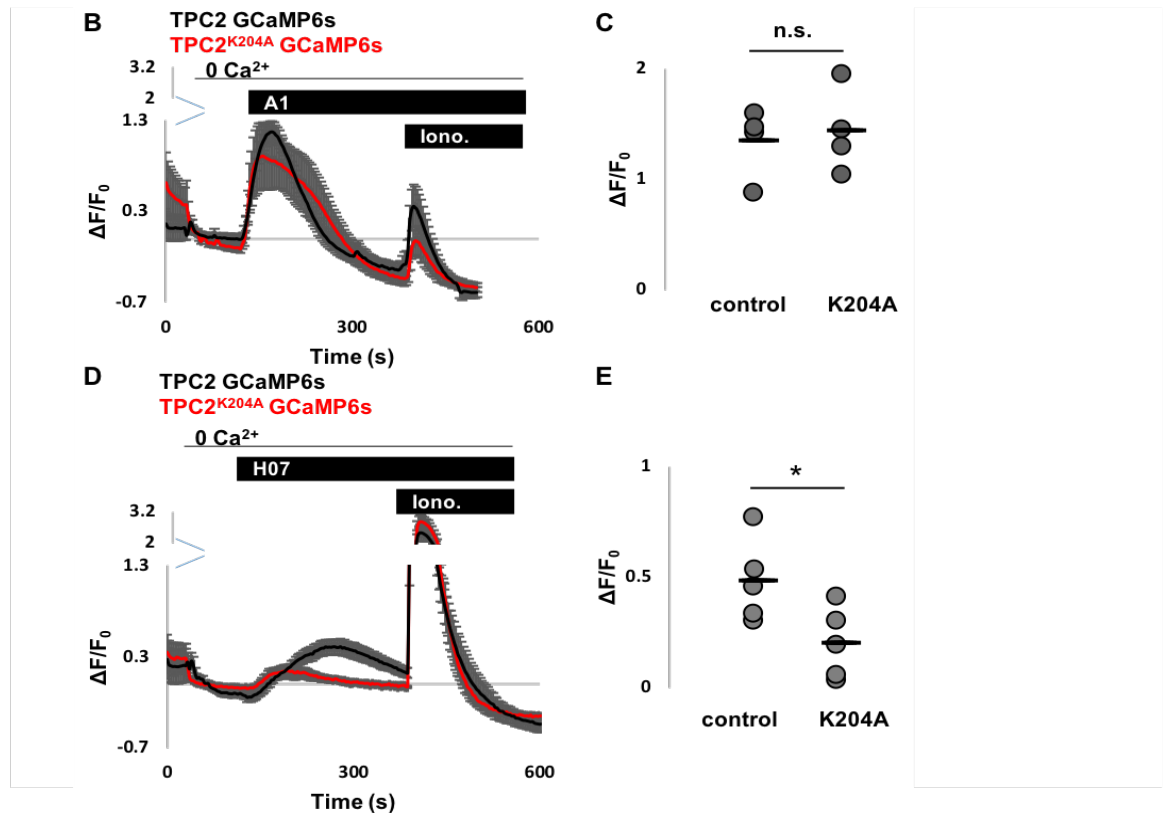 B
TPC2 GCaMP6s
TPC2K204A GCaMP6s
0 Ca2+
A1
Iono.
3.2
2
1.3
0.3
-0.7
ΔF/F0
0
300
600
Time (s)
C
n.s.
2
1
0
ΔF/F0
control
K204A
D
TPC2 GCaMP6s
TPC2K204A GCaMP6s
0 Ca2+
H07
Iono.
3.2
2
1.3
0.3
-0.7
ΔF/F0
0
300
600
Time (s)
E
*
1
0.5
0
ΔF/F0
control
K204A